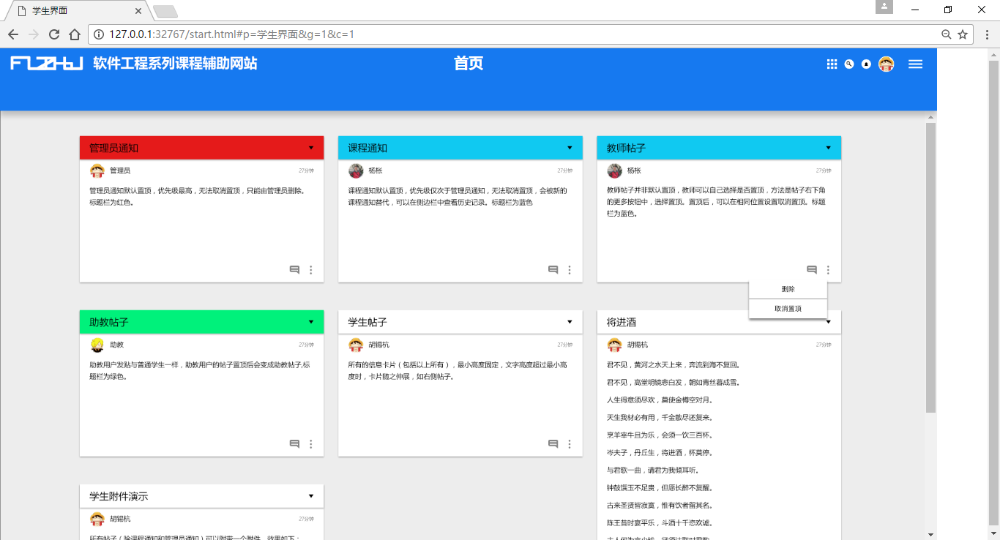 学生界面
127.0.0.1:32767/start.html#p=学生界面&g=1&c=1
软件工程系列课程辅助网站
首页
管理员通知
管理员
27分钟
管理员通知默认置顶，优先级最高，无法取消置顶，只能由管理员删除。
标题栏为红色。
课程通知
杨枨
27分钟
课程通知默认置顶，优先级仅次于管理员通知，无法取消置顶，会被新的
课程通知替代，可以在侧边栏中查看历史记录。标题栏为蓝色
教师帖子
杨枨
27分钟
教师帖子并非默认置顶，教师可以自己选择是否置顶，方法是帖子右下角
的更多按钮中，选择置顶。置顶后，可以在相同位置设置取消置顶。标题
栏为蓝色。
删除
取消置顶
助教帖子
助教
27分钟
助教用户发贴与普通学生一样，助教用户的帖子置顶后会变成助教帖子,标
题栏为绿色。
学生帖子
胡锡杭
27分钟
所有的信息卡片（包括以上所有），最小高度固定，文字高度超过最小高
度时，卡片随之伸展，如右侧帖子。
将进酒
胡锡杭
27分钟
君不见，黄河之水天上来，奔流到海不复回。
君不见，高堂明镜悲白发，朝如青丝暮成雪。
人生得意须尽欢，莫使金樽空对月。
天生我材必有用，千金散尽还复来。
烹羊宰牛且为乐，会须一饮三百杯。
岑夫子，丹丘生，将进酒，杯莫停。
与君歌一曲，请君为我倾耳听。
钟鼓馔玉不足贵，但愿长醉不复醒。
古来圣贤皆寂寞，惟有饮者留其名。
陈王昔时宴平乐，斗酒十千恣欢谑。
主人何为言少钱，径须沽取对君酌。
学生附件演示
胡锡杭
27分钟
所有帖子（除课程通知和管理员通知）可以附带一个附件，效果如下：